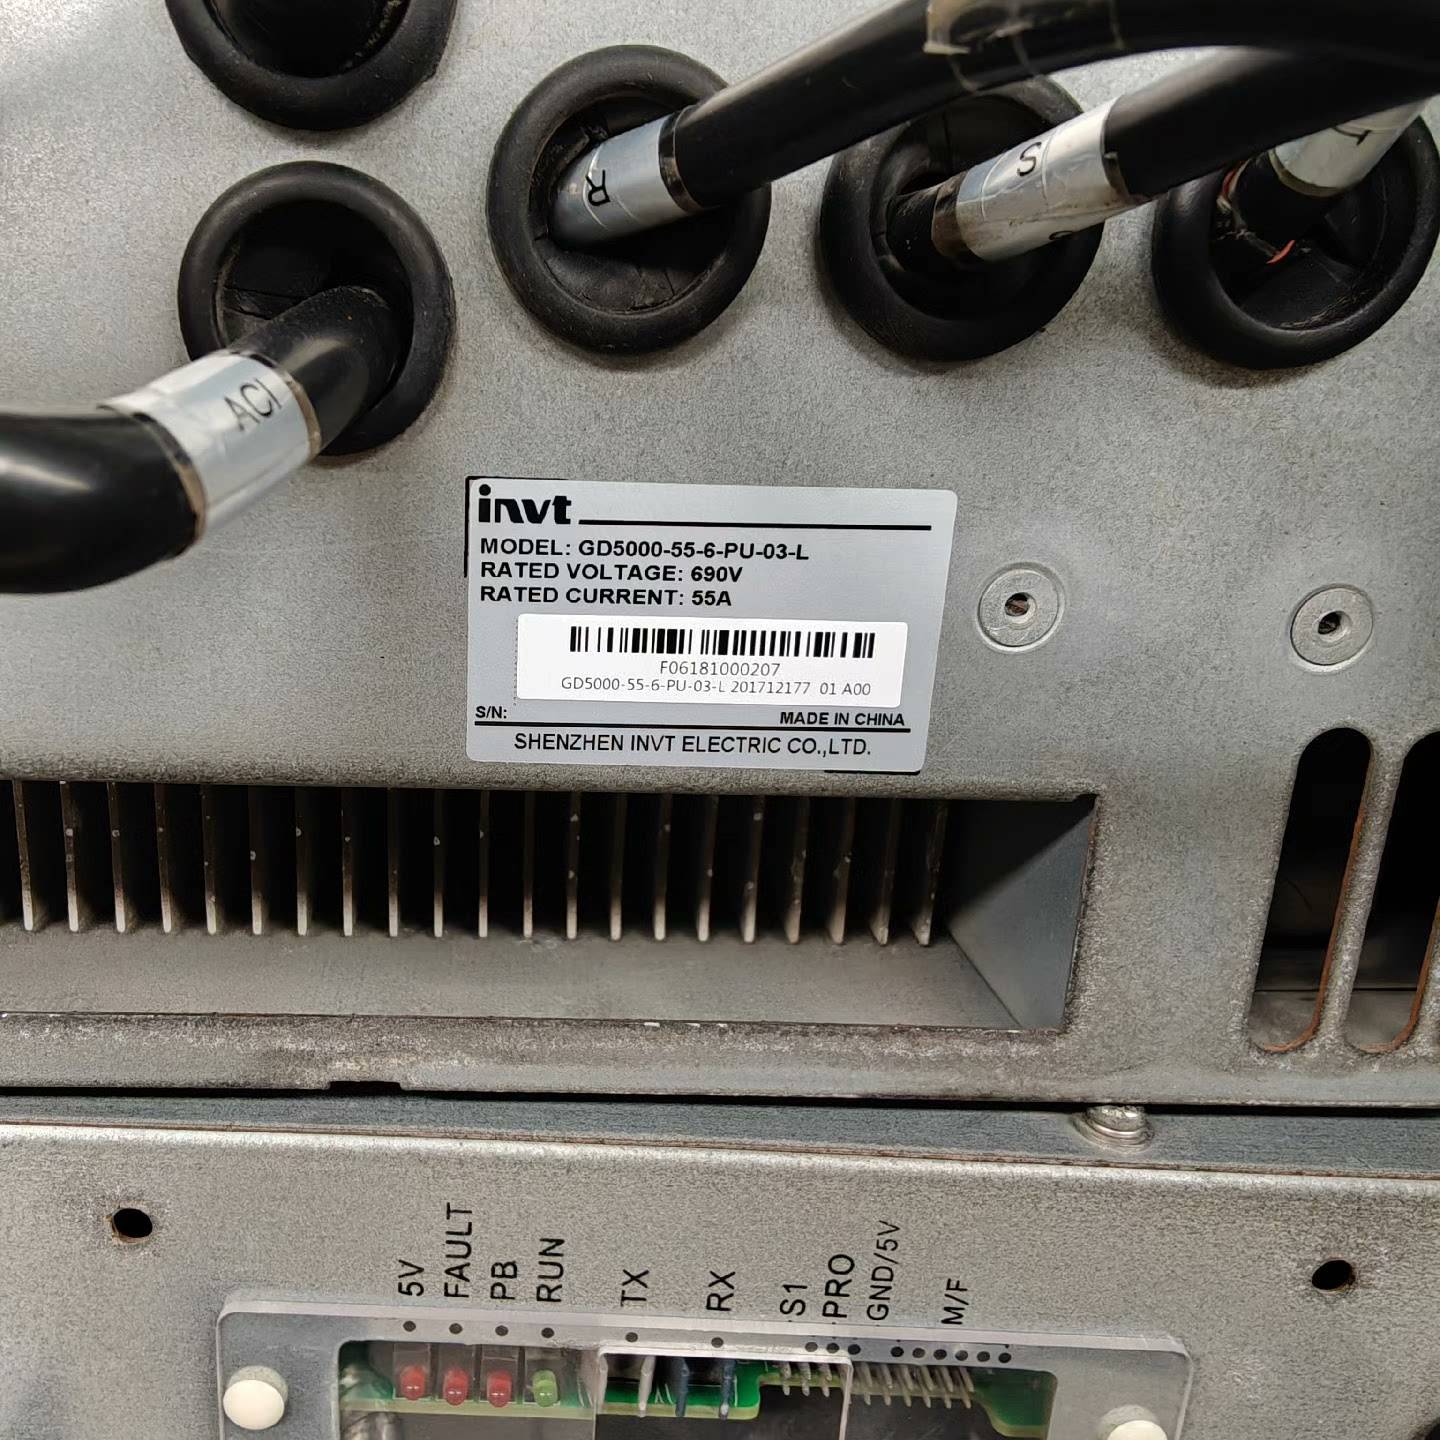 R
S
T
ACI
invt
MODEL: GD5000-55-6-PU-03-L
RATED VOLTAGE: 690V
RATED CURRENT: 55A
F06181000207
GD5000-55-6-PU-03-L 201712177 01 A00
S/N:
MADE IN CHINA
SHENZHEN INVT ELECTRIC CO.,LTD.
5V
FAULT
PB
RUN
TX
RX
S1
PRO
GND/5V
M/F